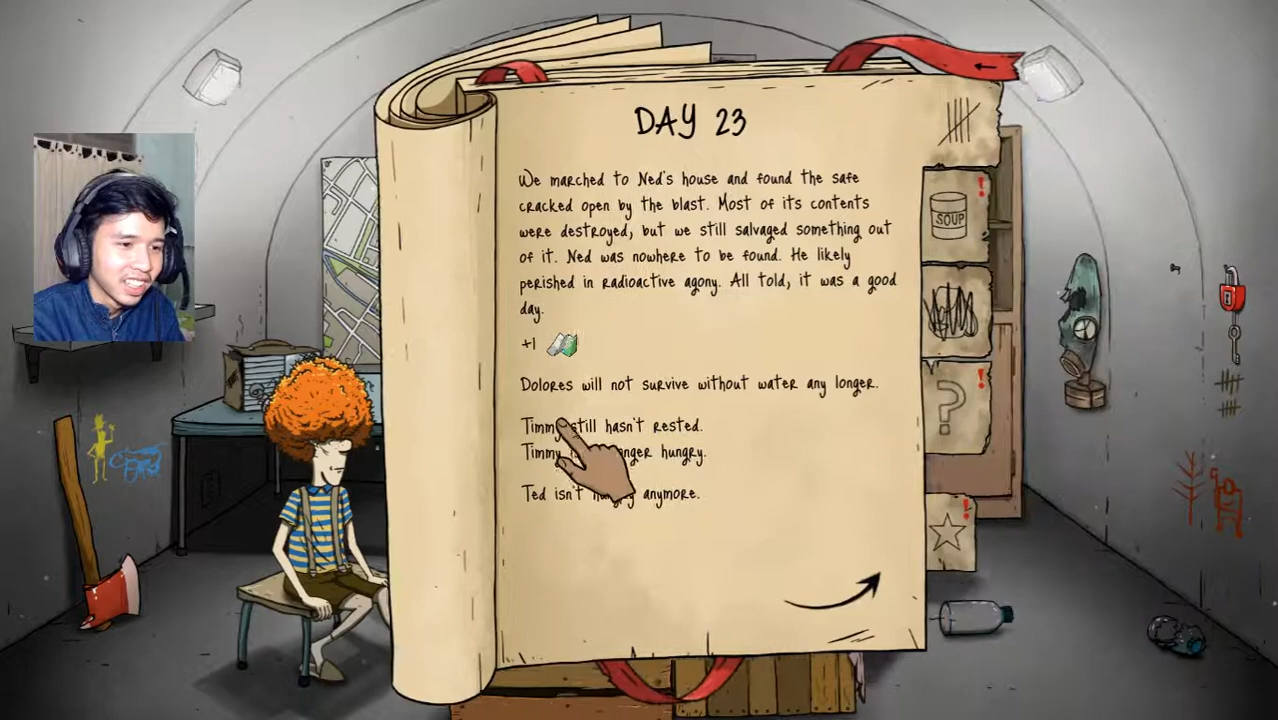 DAY 23
We marched to Ned's house and found the safe
cracked open by the blast. Most of its contents
were destroyed, but we still salvaged something out
of it. Ned was nowhere to be found. He likely
perished in radioactive agony. All told, it was a good
day.
+1
SOUP
Dolores will not survive without water any longer.
Timmy still hasn't rested.
Timmy longer hungry.
Ted isn't hungry anymore.